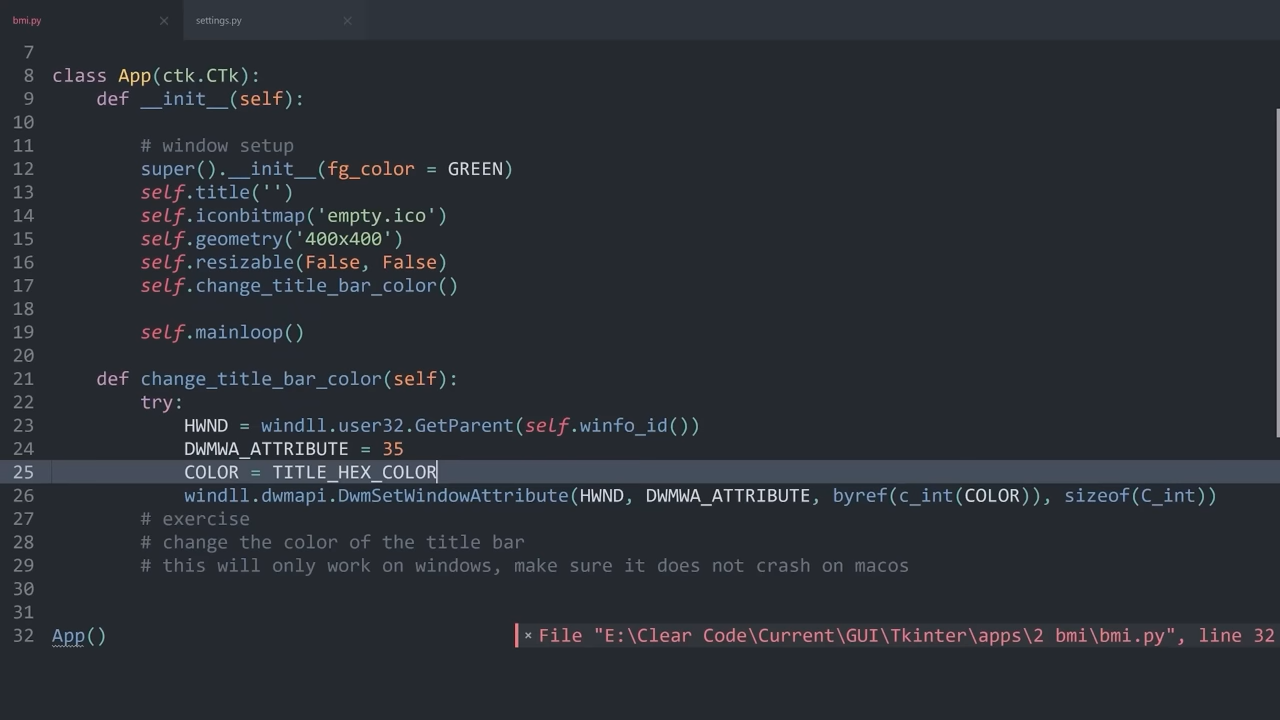 bmi.py × settings.py ×
7
8 class App(ctk.CTk):
9     def __init__(self):
10
11         # window setup
12         super().__init__(fg_color = GREEN)
13         self.title('')
14         self.iconbitmap('empty.ico')
15         self.geometry('400x400')
16         self.resizable(False, False)
17         self.change_title_bar_color()
18
19         self.mainloop()
20
21     def change_title_bar_color(self):
22         try:
23             HWND = windll.user32.GetParent(self.winfo_id())
24             DWMWA_ATTRIBUTE = 35
25             COLOR = TITLE_HEX_COLOR
26             windll.dwmapi.DwmSetWindowAttribute(HWND, DWMWA_ATTRIBUTE, byref(c_int(COLOR)), sizeof(C_int))
27         # exercise
28         # change the color of the title bar
29         # this will only work on windows, make sure it does not crash on macos
30
31
32 App() × File "E:\Clear Code\Current\GUI\Tkinter\apps\2 bmi\bmi.py", line 32